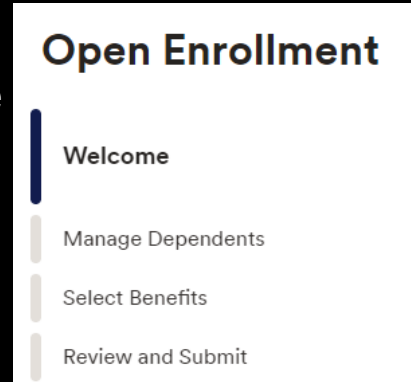 Open Enrollment
Welcome
Manage Dependents
Select Benefits
Review and Submit